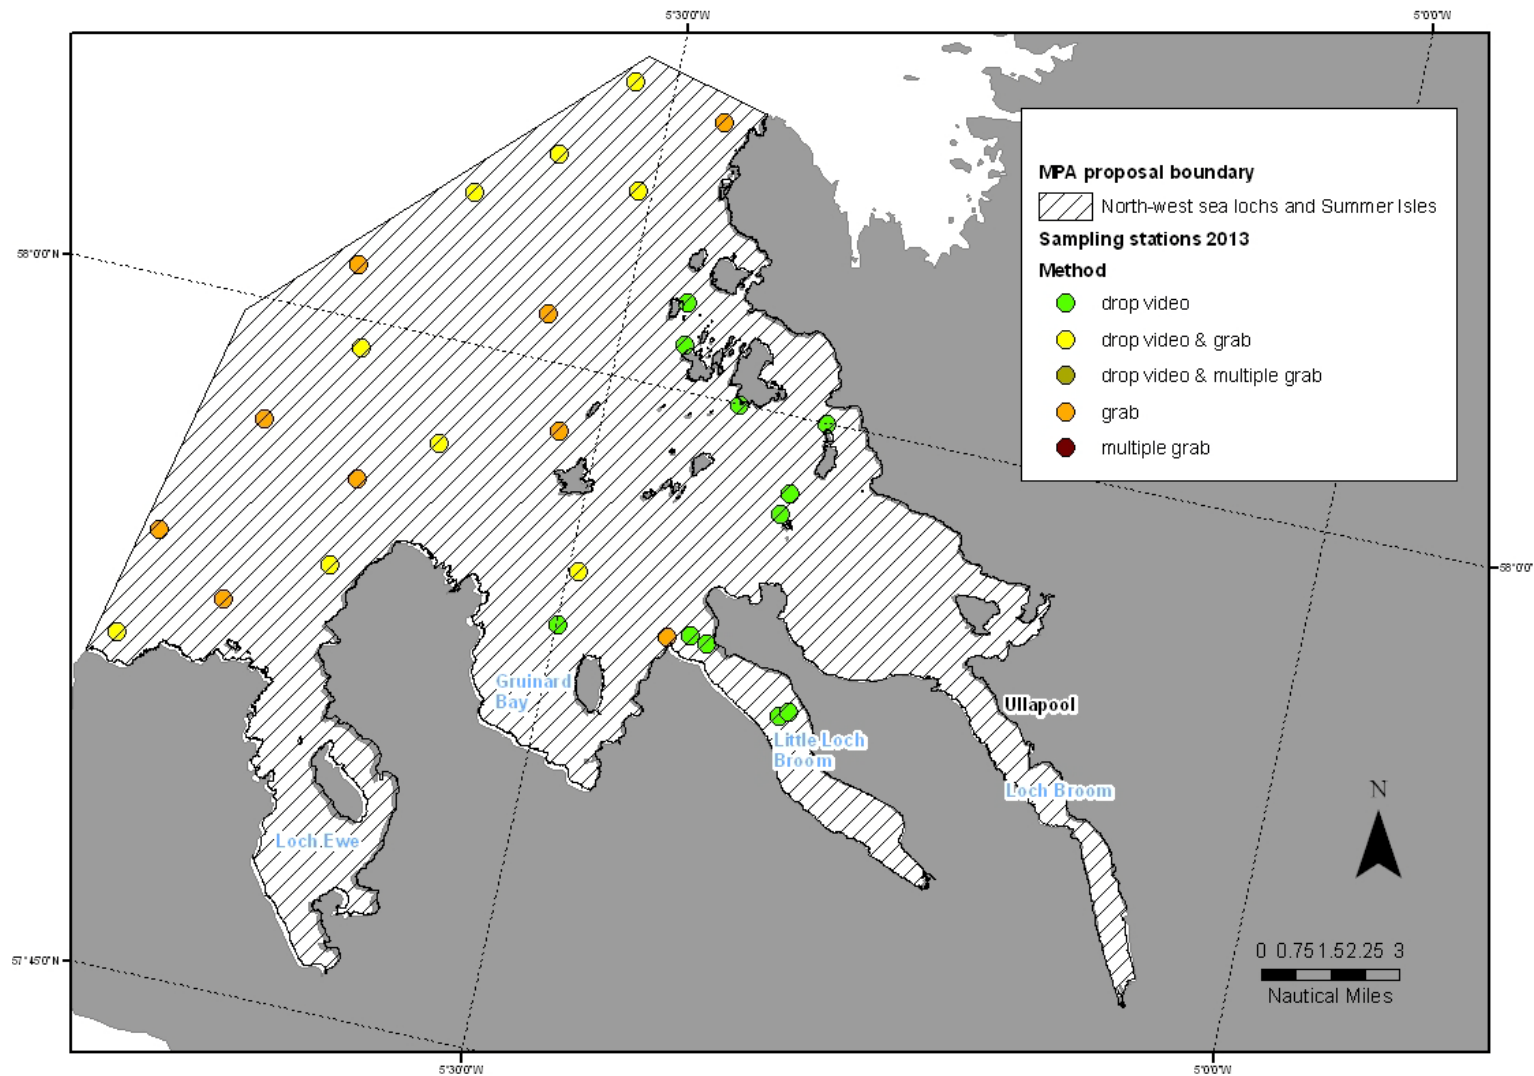 5°30'0"W
5°0'0"W
MPA proposal boundary
North-west sea lochs and Summer Isles
Sampling stations 2013
Method
drop video
drop video & grab
drop video & multiple grab
grab
multiple grab
58°0'0"N
58°0'0"
Gruinard
Bay
Ullapool
Little Loch
Broom
Loch Broom
Loch Ewe
N
0 0.75 1.5 2.25 3
Nautical Miles
57°45'0"N
5°30'0"W
5°0'0"W